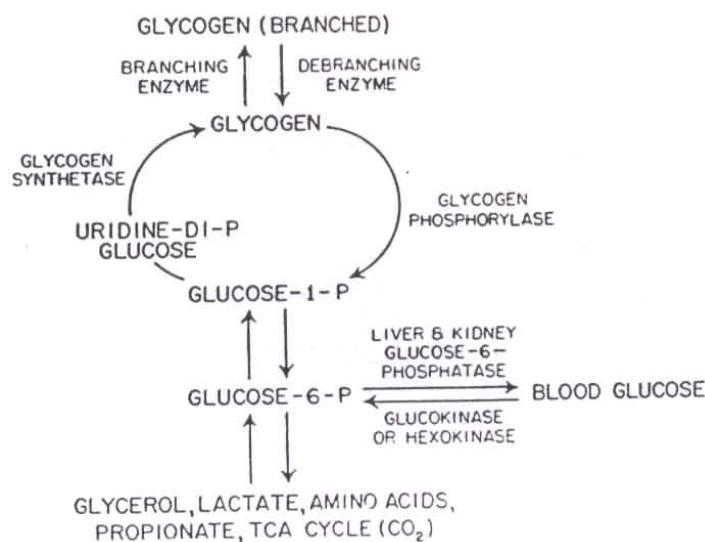 GLYCOGEN (BRANCHED)
BRANCHING
ENZYME
DEBRANCHING
ENZYME
GLYCOGEN
GLYCOGEN
SYNTHETASE
GLYCOGEN
PHOSPHORYLASE
URIDINE-DI-P
GLUCOSE
GLUCOSE-1-P
LIVER & KIDNEY
GLUCOSE-6-
PHOSPHATASE
GLUCOSE-6-P
BLOOD GLUCOSE
GLUCOKINASE
OR HEXOKINASE
GLYCEROL, LACTATE, AMINO ACIDS,
PROPIONATE, TCA CYCLE (CO₂)